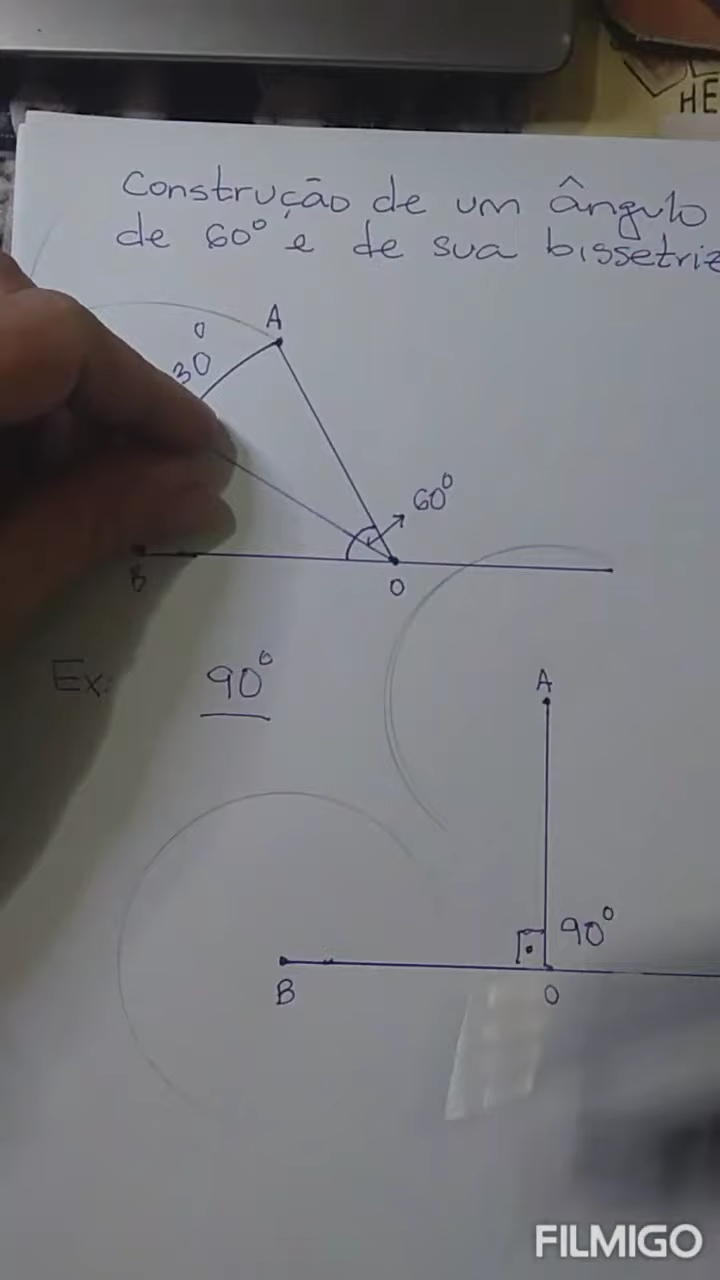 HE
Construção de um ângulo
de 60° e de sua bissetriz
A
30°
60°
B
O
Ex:
90°
A
90°
B
O
FILMIGO